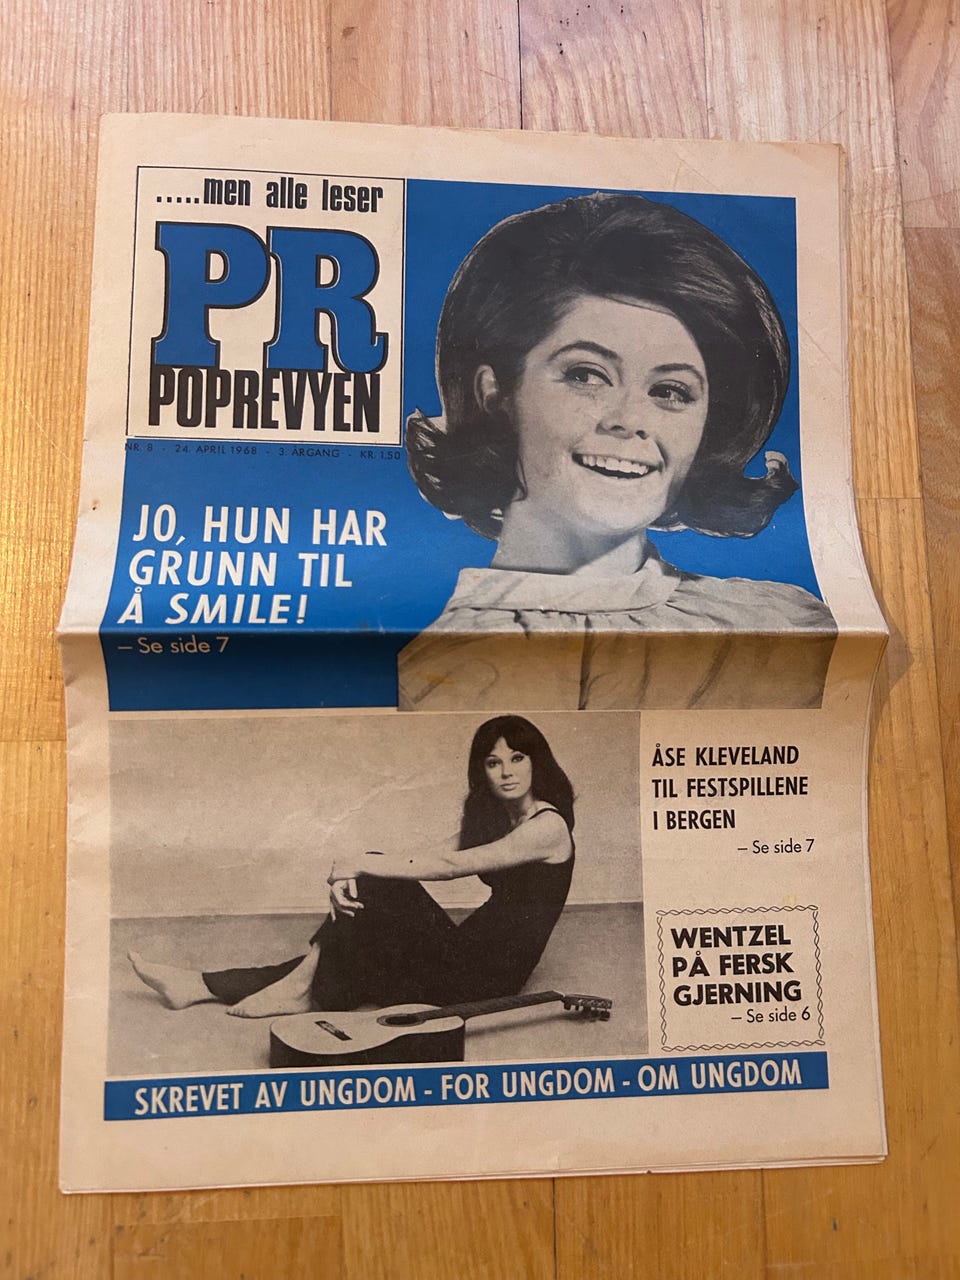 .....men alle leser
PR
POPREVYEN
NR. 8 - 24. APRIL 1968 - 3. ÅRGANG - KR. 1.50
JO, HUN HAR
GRUNN TIL
Å SMILE!
– Se side 7
ÅSE KLEVELAND
TIL FESTSPILLENE
I BERGEN
– Se side 7
WENTZEL
PÅ FERSK
GJERNING
– Se side 6
SKREVET AV UNGDOM - FOR UNGDOM - OM UNGDOM